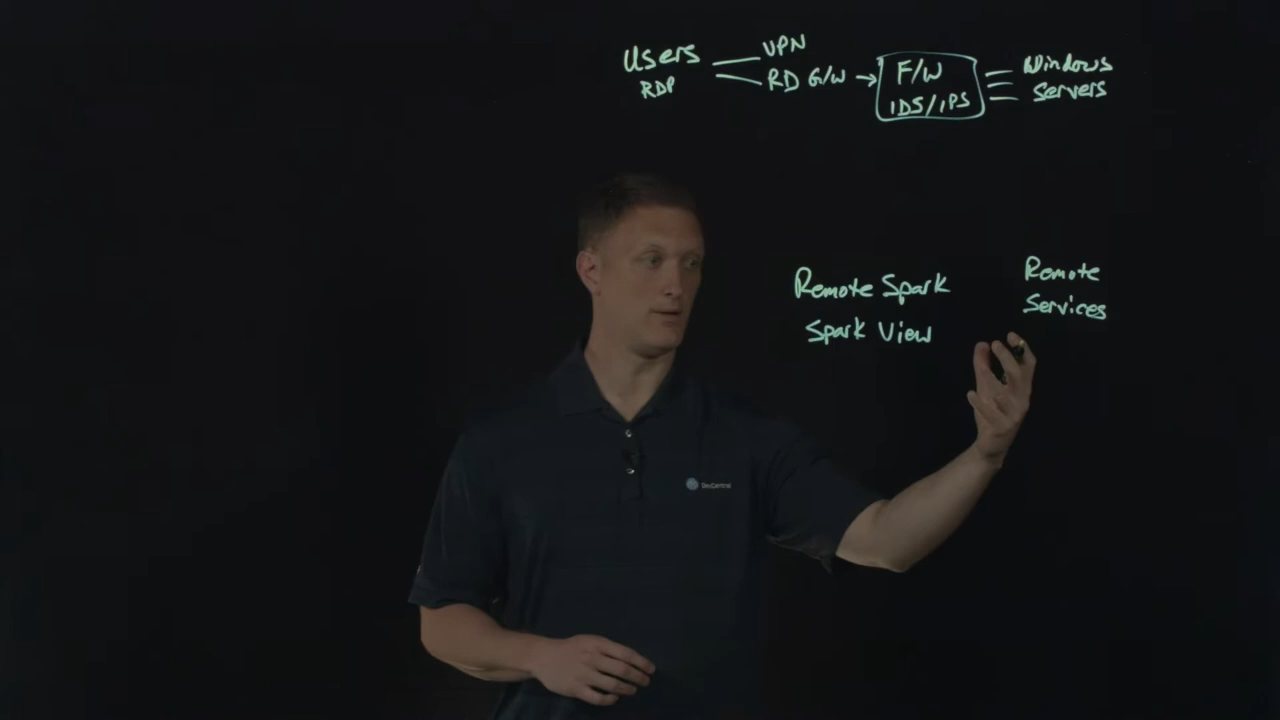 Users
RDP
VPN
RD G/W
F/W
IDS/IPS
Windows
Servers
Remote Spark
Spark View
Remote
Services